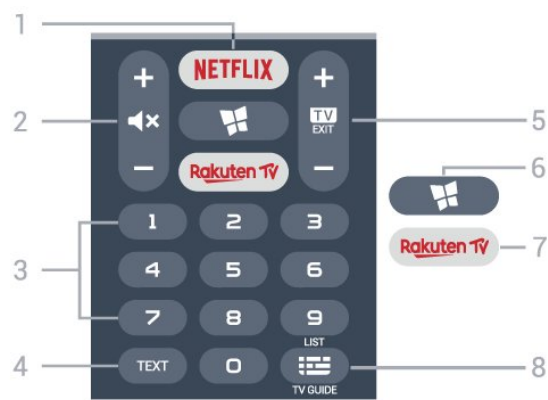 1
NETFLIX
+ +
2 TV 5
EXIT
6
- -
Rakuten TV
Rakuten TV 7
1 2 3
3 4 5 6
7 8 9
LIST
4 TEXT 0 8
TV GUIDE